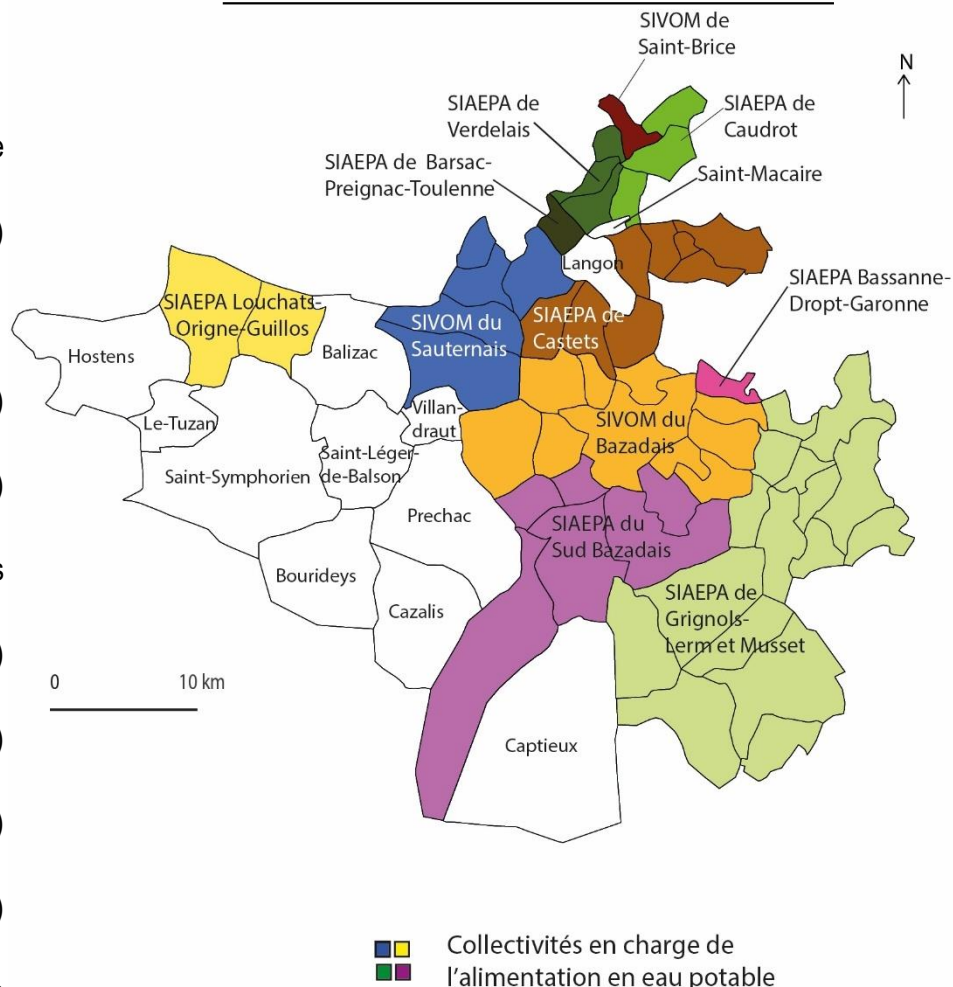 SIVOM de
Saint-Brice
N
SIAEPA de
Verdelais
SIAEPA de
Caudrot
SIAEPA de Barsac-
Preignac-Toulenne
Saint-Macaire
e
)
Langon
SIAEPA Bassanne-
Dropt-Garonne
SIAEPA Louchats-
Origne-Guillos
Hostens
Balizac
SIVOM du
Sauternais
SIAEPA de
Castets
)
Le-Tuzan
Villan-
draut
SIVOM du
Bazadais
Saint-Symphorien
Saint-Léger-
de-Balson
)
Prechac
SIAEPA du
Sud Bazadais
s
Bourideys
Cazalis
SIAEPA de
Grignols-
Lerm et Musset
)
0 10 km
)
Captieux
)
)
Collectivités en charge de
l'alimentation en eau potable